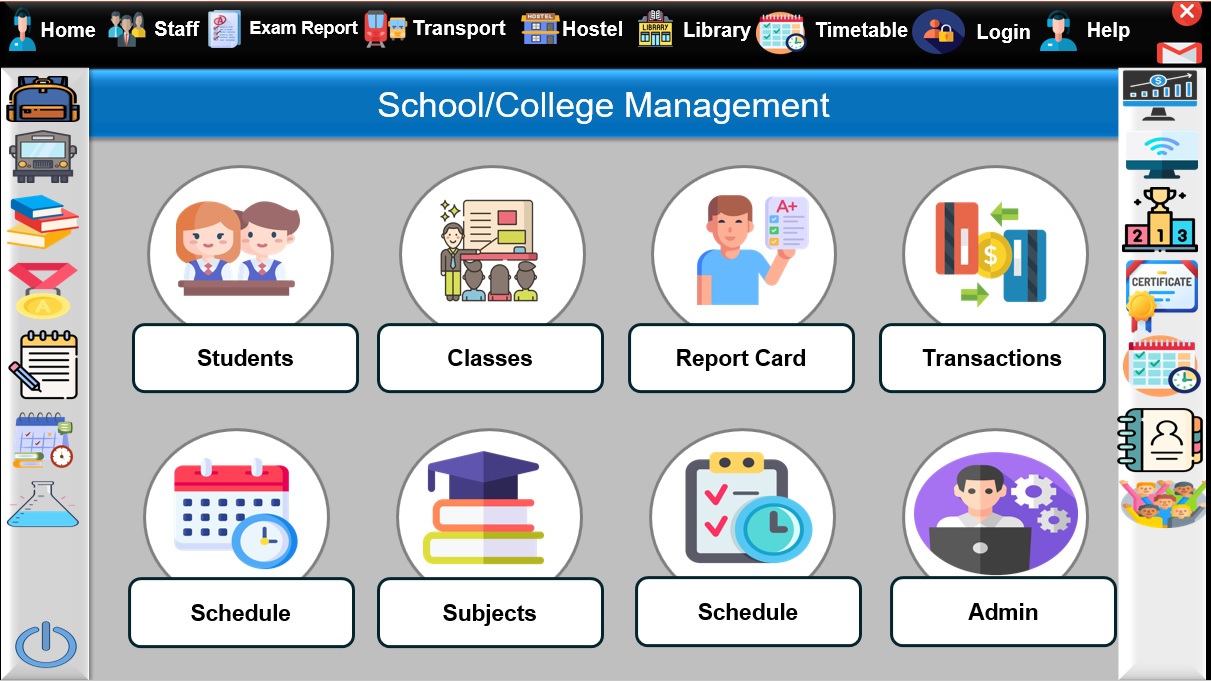 Home
Staff
Exam Report
Transport
HOSTEL
Hostel
LIBRARY
Library
Timetable
Login
Help
School/College Management
A+
$
Students
Classes
Report Card
Transactions
Schedule
Subjects
Schedule
Admin
A
$
2 1 3
CERTIFICATE